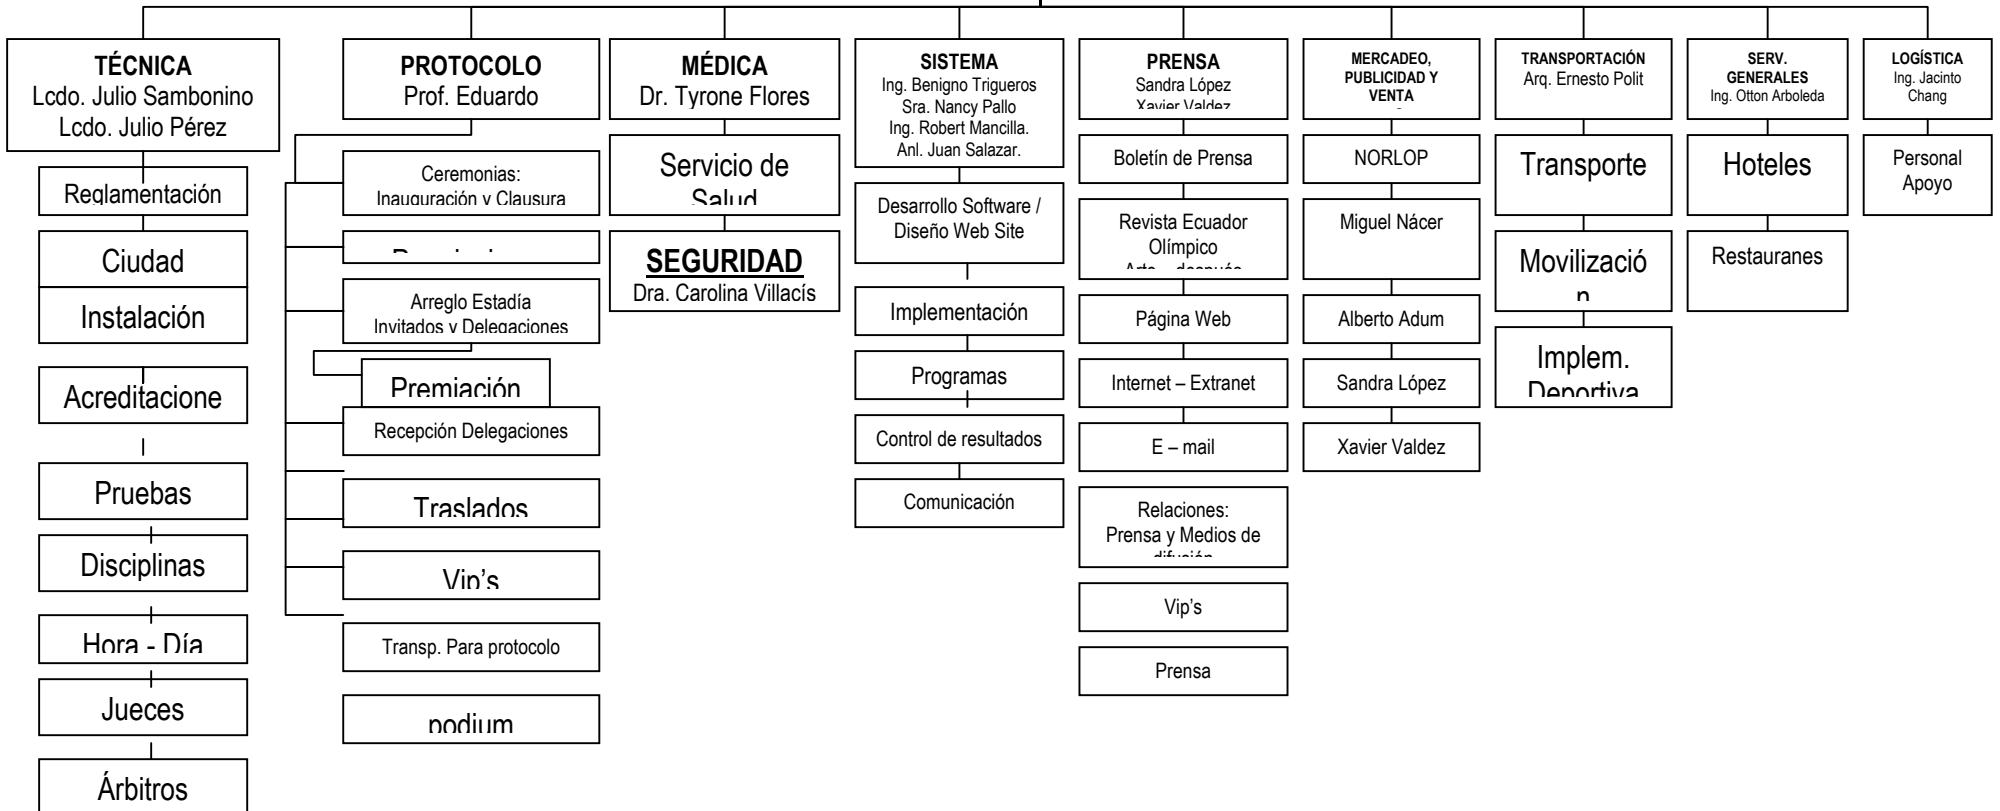 TÉCNICA
Lcdo. Julio Sambonino
Lcdo. Julio Pérez
Reglamentación
Ciudad
Instalación
Acreditacione
Pruebas
Disciplinas
Hora - Día
Jueces
Árbitros
PROTOCOLO
Prof. Eduardo
Ceremonias:
Inauguración y Clausura
Arreglo Estadía
Invitados y Delegaciones
Premiación
Recepción Delegaciones
Traslados
Vip's
Transp. Para protocolo
podium
MÉDICA
Dr. Tyrone Flores
Servicio de
Salud
SEGURIDAD
Dra. Carolina Villacís
SISTEMA
Ing. Benigno Trigueros
Sra. Nancy Pallo
Ing. Robert Mancilla.
Anl. Juan Salazar.
Desarrollo Software /
Diseño Web Site
Implementación
Programas
Control de resultados
Comunicación
PRENSA
Sandra López
Xavier Valdez
Boletín de Prensa
Revista Ecuador
Olímpico
Arte – después
Página Web
Internet – Extranet
E – mail
Relaciones:
Prensa y Medios de
difusión
Vip's
Prensa
MERCADEO,
PUBLICIDAD Y
VENTA
NORLOP
Miguel Nácer
Alberto Adum
Sandra López
Xavier Valdez
TRANSPORTACIÓN
Arq. Ernesto Polit
Transporte
Movilizació
n
Implem.
Deportiva
SERV.
GENERALES
Ing. Otton Arboleda
Hoteles
Restauranes
LOGÍSTICA
Ing. Jacinto
Chang
Personal
Apoyo